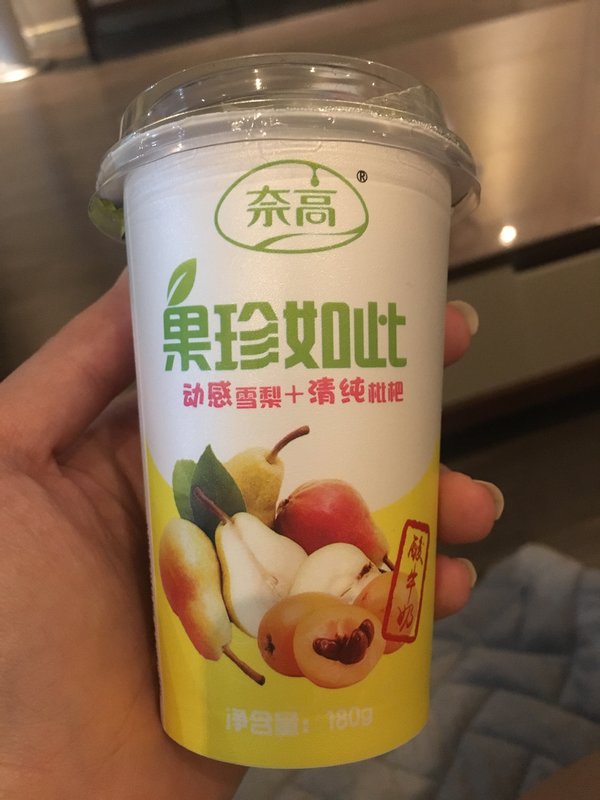 奈高®
果珍如此
动感雪梨+清纯枇杷
酸牛奶
净含量：180g